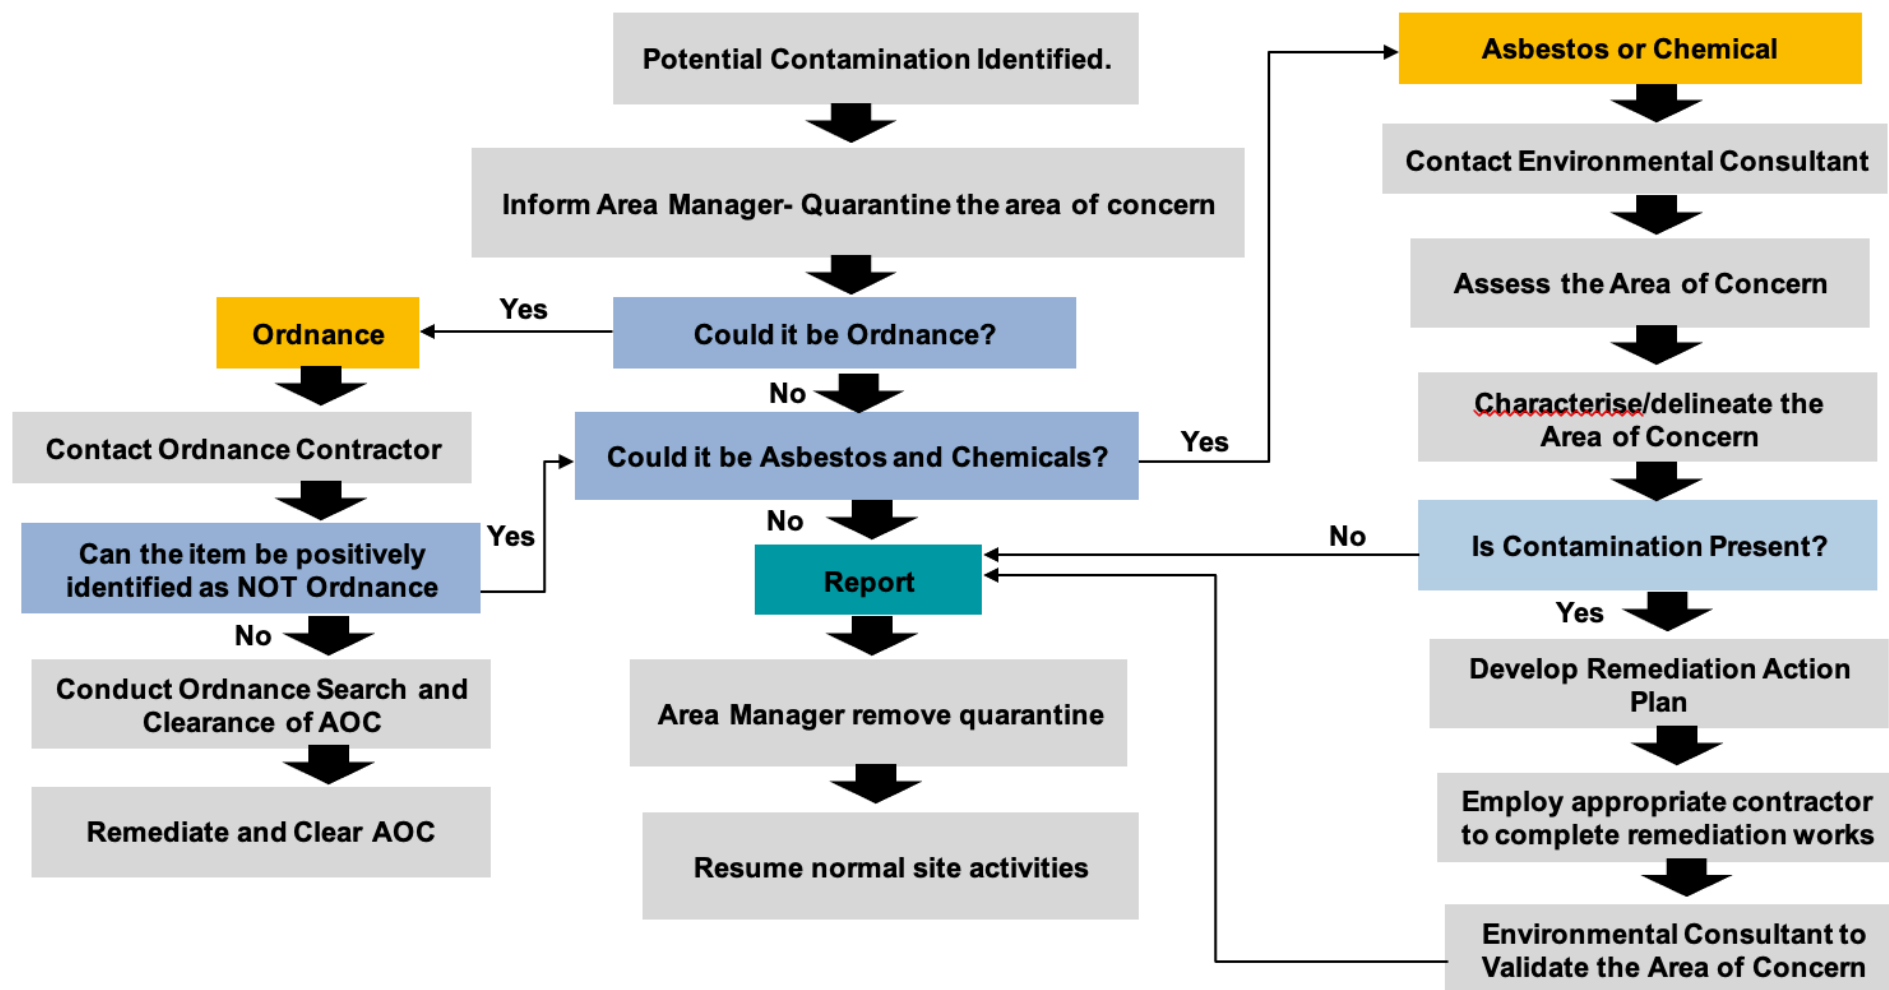 Potential Contamination Identified.
Inform Area Manager- Quarantine the area of concern
Could it be Ordnance?
Yes
Ordnance
Contact Ordnance Contractor
Can the item be positively
identified as NOT Ordnance
Yes
No
Conduct Ordnance Search and
Clearance of AOC
Remediate and Clear AOC
No
Could it be Asbestos and Chemicals?
Yes
No
Report
Area Manager remove quarantine
Resume normal site activities
Asbestos or Chemical
Contact Environmental Consultant
Assess the Area of Concern
Characterise/delineate the
Area of Concern
Is Contamination Present?
No
Yes
Develop Remediation Action
Plan
Employ appropriate contractor
to complete remediation works
Environmental Consultant to
Validate the Area of Concern